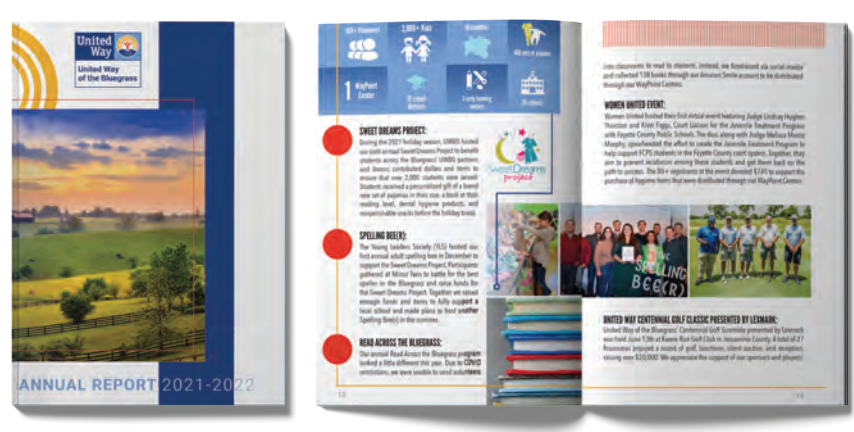 United
Way
United Way
of the Bluegrass
ANNUAL REPORT 2021-2022
2,000+ Kids
1 WayPoint
Center
SWEET DREAMS PROJECT:
During the 2021 holiday season, UWBG hosted
our sixth annual Sweet Dreams Project to benefit
students across the Bluegrass! UWBG partners
and donors contributed dollars and items to
ensure that over 2,000 students were served.
Students received a personalized gift of a brand
new set of pajamas in their size, a book at their
reading level, dental hygiene products, and
nonperishable snacks before the holiday break.
SweetDreams
project
SPELLING BEE(R):
The Young Leaders Society (YLS) hosted our
first annual adult spelling bee in December to
support the Sweet Dreams Project. Participants
gathered at Mirror Twin to battle for the best
speller in the Bluegrass and raise funds for
the Sweet Dreams Project. Together we raised
enough funds and items to fully support a
local school and made plans to host another
Spelling Bee(r) in the summer.
READ ACROSS THE BLUEGRASS:
Our annual Read Across the Bluegrass program
looked a little different this year. Due to COVID
restrictions, we were unable to send volunteers
into classrooms to read to students. Instead, we fundraised via social media
and collected 138 books through our Amazon Smile account to be distributed
through our WayPoint Centers.
WOMEN UNITED EVENT:
Women United hosted their first virtual event featuring Judge Lindsay Hughes
Thurston and River Figgs, Court Liaison for the Juvenile Treatment Program
with Fayette County Public Schools. The duo, along with Judge Melissa Moore
Murphy, spearheaded the effort to create the Juvenile Treatment Program to
help support FCPS students in the Fayette County court system. Together, they
aim to prevent recidivism among these students and get them back on the
path to success. The 80+ registrants at the event donated $745 to support the
purchase of hygiene items that were distributed through our WayPoint Centers.
SPELLING
BEE(R)
UNITED WAY CENTENNIAL GOLF CLASSIC PRESENTED BY LEXMARK:
United Way of the Bluegrass' Centennial Golf Scramble presented by Lexmark
was held June 13th at Keene Run Golf Club in Jessamine County. A total of 27
foursomes enjoyed a round of golf, luncheon, silent auction, and reception,
raising over $20,000! We appreciate the support of our sponsors and players!